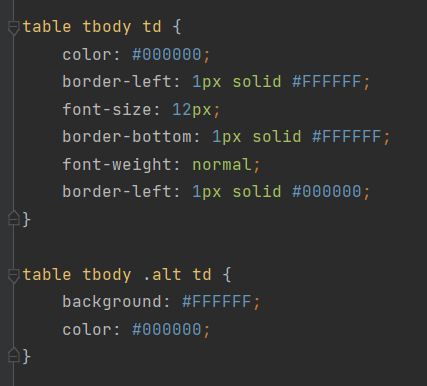 table tbody td {
    color: #000000;
    border-left: 1px solid #FFFFFF;
    font-size: 12px;
    border-bottom: 1px solid #FFFFFF;
    font-weight: normal;
    border-left: 1px solid #000000;
}

table tbody .alt td {
    background: #FFFFFF;
    color: #000000;
}